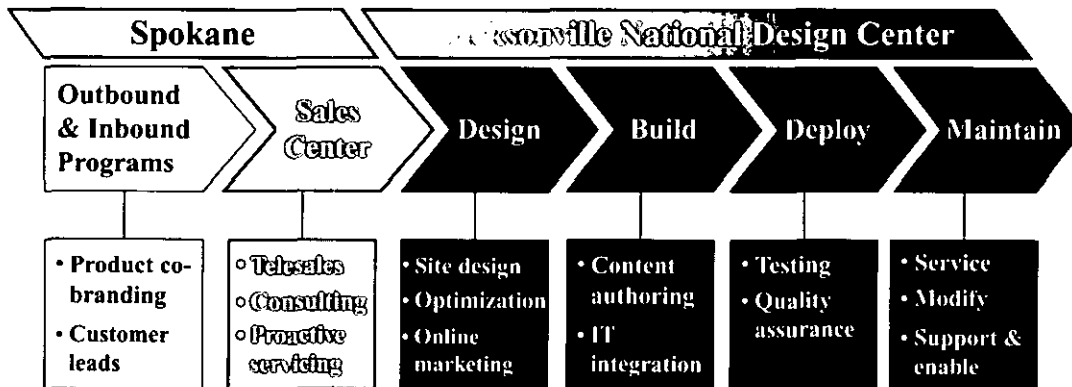 Spokane
Jacksonville National Design Center
Outbound
& Inbound
Programs
Sales
Center
Design
Build
Deploy
Maintain
• Product co-
branding
• Customer
leads
• Telesales
• Consulting
• Proactive
servicing
• Site design
• Optimization
• Online
marketing
• Content
authoring
• IT
integration
• Testing
• Quality
assurance
• Service
• Modify
• Support &
enable